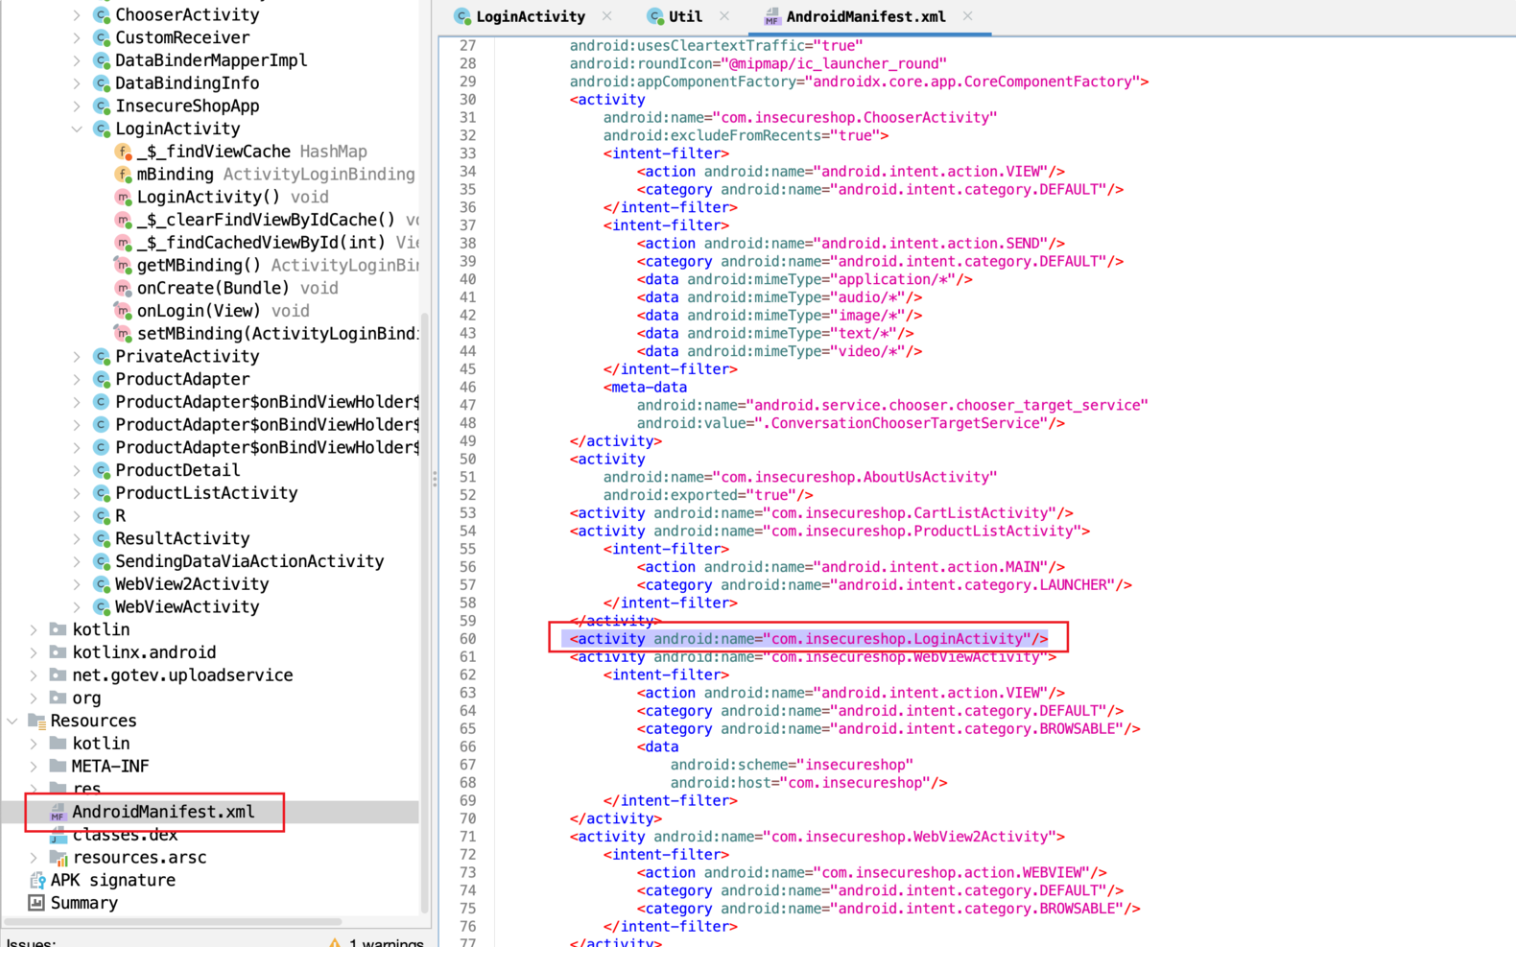 ChooserActivity
CustomReceiver
DataBinderMapperImpl
DataBindingInfo
InsecureShopApp
LoginActivity
_$_findViewCache HashMap
mBinding ActivityLoginBinding
LoginActivity() void
_$_clearFindViewByIdCache() vo
_$_findCachedViewById(int) Vie
getMBinding() ActivityLoginBin
onCreate(Bundle) void
onLogin(View) void
setMBinding(ActivityLoginBindi
PrivateActivity
ProductAdapter
ProductAdapter$onBindViewHolder$
ProductAdapter$onBindViewHolder$
ProductAdapter$onBindViewHolder$
ProductDetail
ProductListActivity
R
ResultActivity
SendingDataViaActionActivity
WebView2Activity
WebViewActivity
kotlin
kotlinx.android
net.gotev.uploadservice
org
Resources
kotlin
META-INF
res
AndroidManifest.xml
classes.dex
resources.arsc
APK signature
Summary
Issues:
1 warnings
LoginActivity
Util
AndroidManifest.xml
27 android:usesCleartextTraffic="true"
28 android:roundIcon="@mipmap/ic_launcher_round"
29 android:appComponentFactory="androidx.core.app.CoreComponentFactory">
30 <activity
31 android:name="com.insecureshop.ChooserActivity"
32 android:excludeFromRecents="true">
33 <intent-filter>
34 <action android:name="android.intent.action.VIEW"/>
35 <category android:name="android.intent.category.DEFAULT"/>
36 </intent-filter>
37 <intent-filter>
38 <action android:name="android.intent.action.SEND"/>
39 <category android:name="android.intent.category.DEFAULT"/>
40 <data android:mimeType="application/*"/>
41 <data android:mimeType="audio/*"/>
42 <data android:mimeType="image/*"/>
43 <data android:mimeType="text/*"/>
44 <data android:mimeType="video/*"/>
45 </intent-filter>
46 <meta-data
47 android:name="android.service.chooser.chooser_target_service"
48 android:value=".ConversationChooserTargetService"/>
49 </activity>
50 <activity
51 android:name="com.insecureshop.AboutUsActivity"
52 android:exported="true"/>
53 <activity android:name="com.insecureshop.CartListActivity"/>
54 <activity android:name="com.insecureshop.ProductListActivity">
55 <intent-filter>
56 <action android:name="android.intent.action.MAIN"/>
57 <category android:name="android.intent.category.LAUNCHER"/>
58 </intent-filter>
59 </activity>
60 <activity android:name="com.insecureshop.LoginActivity"/>
61 <activity android:name="com.insecureshop.WebViewActivity">
62 <intent-filter>
63 <action android:name="android.intent.action.VIEW"/>
64 <category android:name="android.intent.category.DEFAULT"/>
65 <category android:name="android.intent.category.BROWSABLE"/>
66 <data
67 android:scheme="insecureshop"
68 android:host="com.insecureshop"/>
69 </intent-filter>
70 </activity>
71 <activity android:name="com.insecureshop.WebView2Activity">
72 <intent-filter>
73 <action android:name="com.insecureshop.action.WEBVIEW"/>
74 <category android:name="android.intent.category.DEFAULT"/>
75 <category android:name="android.intent.category.BROWSABLE"/>
76 </intent-filter>
77 </activity>